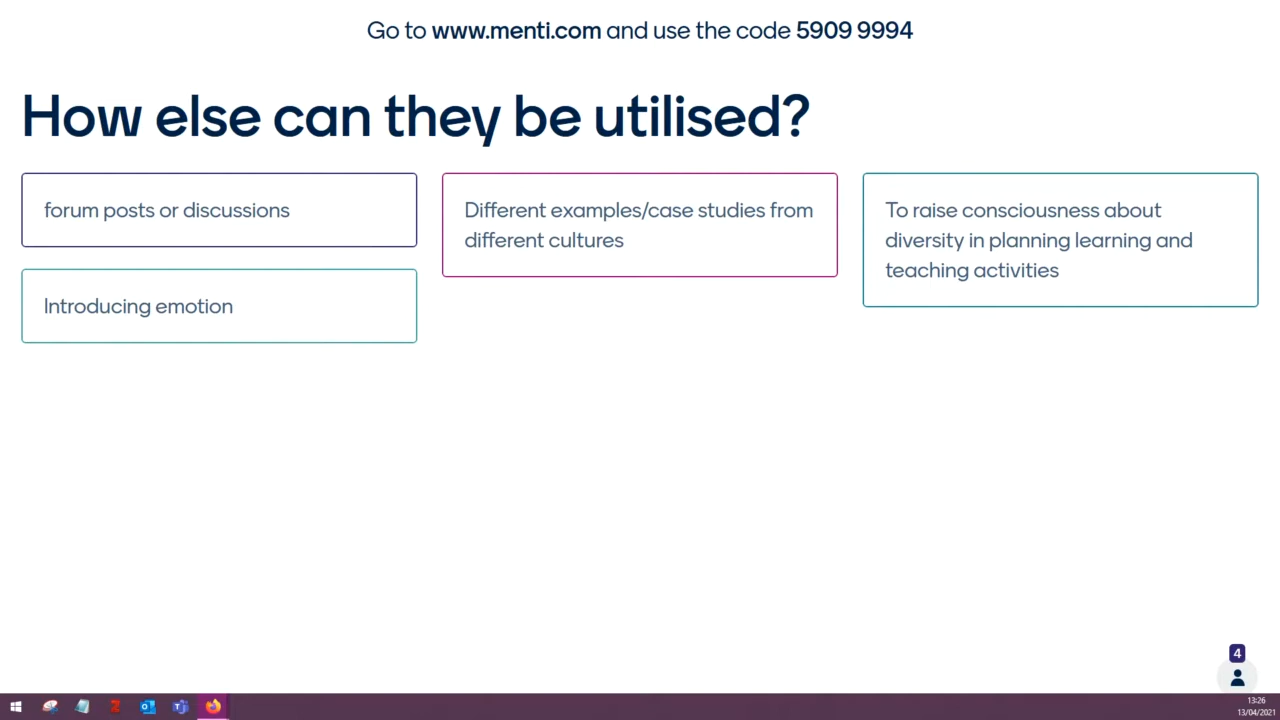 Go to www.menti.com and use the code 5909 9994
How else can they be utilised?
forum posts or discussions
Introducing emotion
Different examples/case studies from
different cultures
To raise consciousness about
diversity in planning learning and
teaching activities
4
13:26
13/04/2021